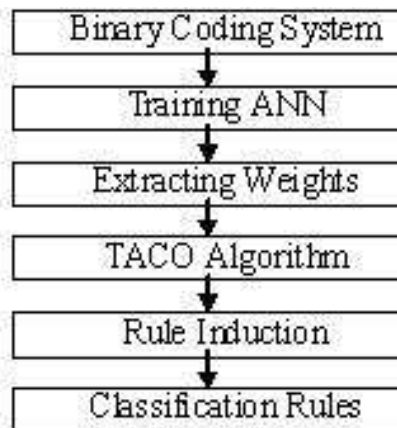 Binary Coding System
Training ANN
Extracting Weights
TACO Algorithm
Rule Induction
Classification Rules